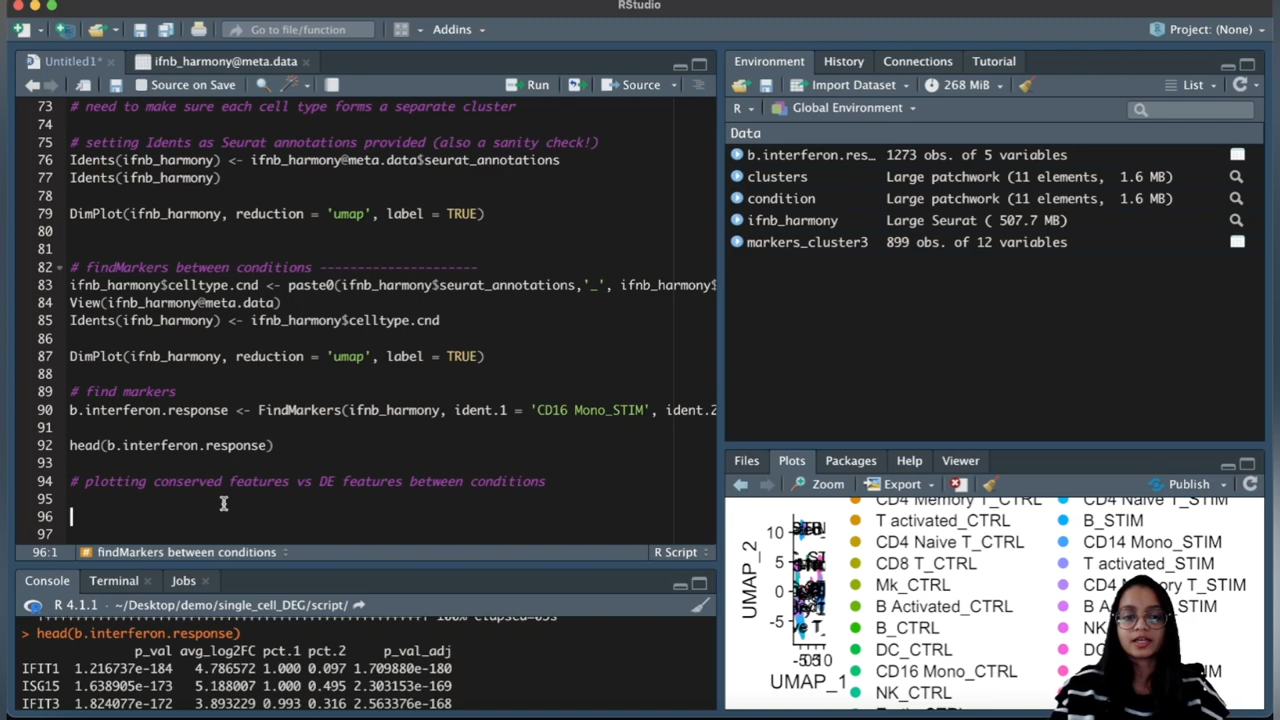 RStudio
Go to file/function
Addins
Project: (None)
Untitled1*
ifnb_harmony@meta.data
Source on Save
Run
Source
73 # need to make sure each cell type forms a separate cluster
74
75 # setting Idents as Seurat annotations provided (also a sanity check!)
76 Idents(ifnb_harmony) <- ifnb_harmony@meta.data$seurat_annotations
77 Idents(ifnb_harmony)
78
79 DimPlot(ifnb_harmony, reduction = 'umap', label = TRUE)
80
81
82 # findMarkers between conditions ---------------------
83 ifnb_harmony$celltype.cnd <- paste0(ifnb_harmony$seurat_annotations,'_', ifnb_harmony$
84 View(ifnb_harmony@meta.data)
85 Idents(ifnb_harmony) <- ifnb_harmony$celltype.cnd
86
87 DimPlot(ifnb_harmony, reduction = 'umap', label = TRUE)
88
89 # find markers
90 b.interferon.response <- FindMarkers(ifnb_harmony, ident.1 = 'CD16 Mono_STIM', ident.2
91
92 head(b.interferon.response)
93
94 # plotting conserved features vs DE features between conditions
95
96
97
96:1 # findMarkers between conditions
R Script
Console
Terminal
Jobs
R 4.1.1 · ~/Desktop/demo/single_cell_DEG/script/
> head(b.interferon.response)
p_val avg_log2FC pct.1 pct.2 p_val_adj
IFIT1 1.216737e-184 4.786572 1.000 0.097 1.709880e-180
ISG15 1.638905e-173 5.188007 1.000 0.495 2.303153e-169
IFIT3 1.824077e-172 0.993 0.316 2.563376e-168
Environment
History
Connections
Tutorial
Import Dataset
268 MiB
List
R
Global Environment
Data
b.interferon.res… 1273 obs. of 5 variables
clusters Large patchwork (11 elements, 1.6 MB)
condition Large patchwork (11 elements, 1.6 MB)
ifnb_harmony Large Seurat ( 507.7 MB)
markers_cluster3 899 obs. of 12 variables
Files
Plots
Packages
Help
Viewer
Zoom
Export
Publish
UMAP_2
10
5
0
-5
UMAP_1
CD4 Memory T_CTRL
T activated_CTRL
CD4 Naive T_CTRL
CD8 T_CTRL
Mk_CTRL
B Activated_CTRL
B_CTRL
DC_CTRL
CD16 Mono_CTRL
NK_CTRL
CD4 Naive T_STIM
B_STIM
CD14 Mono_STIM
T activated_STIM
CD4 Memory T_STIM
B A
STIM
NK
DC